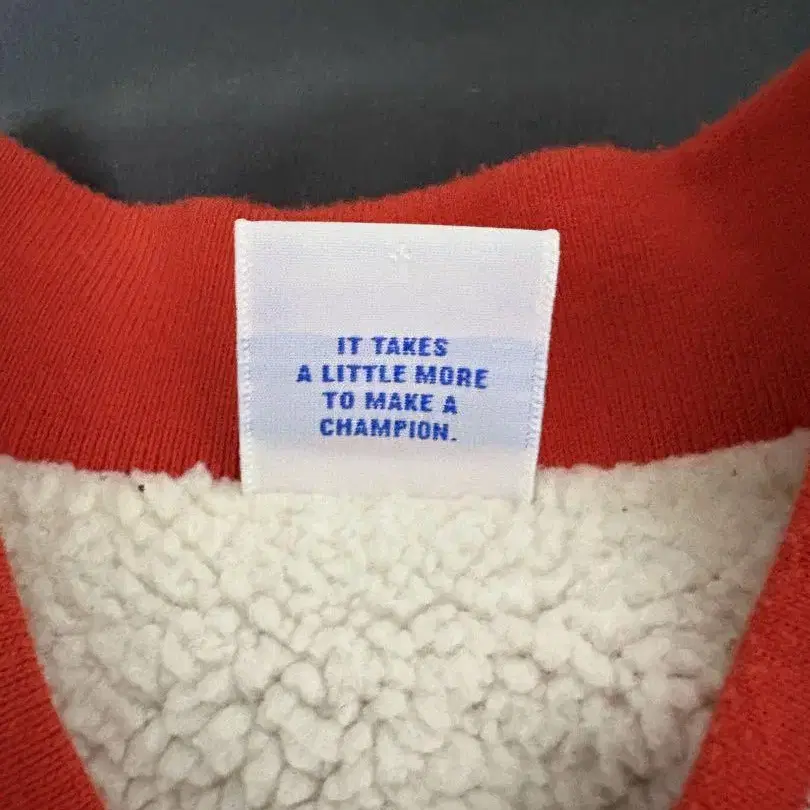 IT TAKES
A LITTLE MORE
TO MAKE A
CHAMPION.